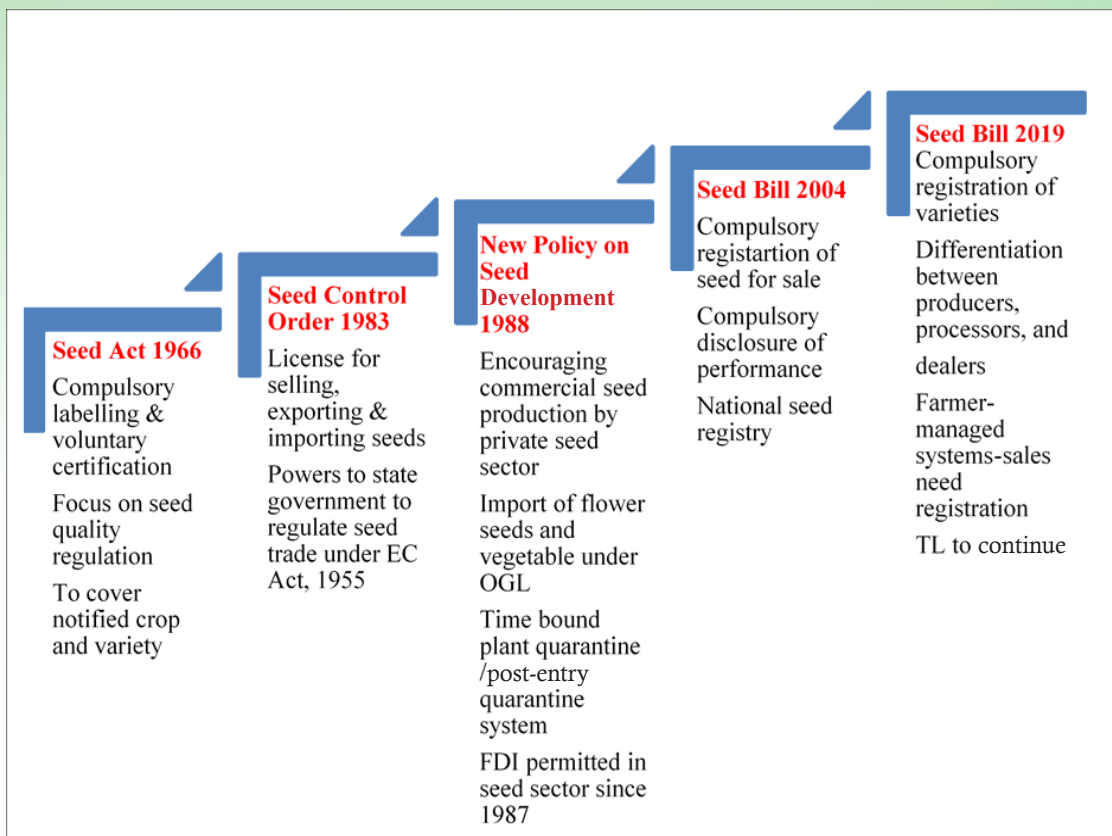 Seed Act 1966
Compulsory
labelling &
voluntary
certification
Focus on seed
quality
regulation
To cover
notified crop
and variety
Seed Control
Order 1983
License for
selling,
exporting &
importing seeds
Powers to state
government to
regulate seed
trade under EC
Act, 1955
New Policy on
Seed
Development
1988
Encouraging
commercial seed
production by
private seed
sector
Import of flower
seeds and
vegetable under
OGL
Time bound
plant quarantine
/post-entry
quarantine
system
FDI permitted in
seed sector since
1987
Seed Bill 2004
Compulsory
registartion of
seed for sale
Compulsory
disclosure of
performance
National seed
registry
Seed Bill 2019
Compulsory
registration of
varieties
Differentiation
between
producers,
processors, and
dealers
Farmer-
managed
systems-sales
need
registration
TL to continue